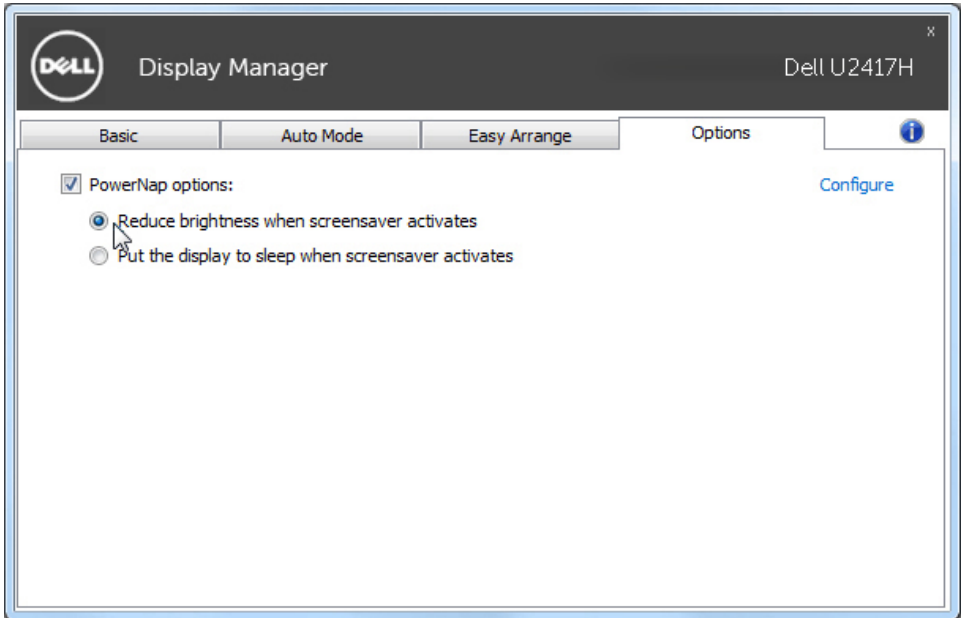 x
DELL Display Manager Dell U2417H
Basic Auto Mode Easy Arrange Options i
PowerNap options: Configure
Reduce brightness when screensaver activates
Put the display to sleep when screensaver activates